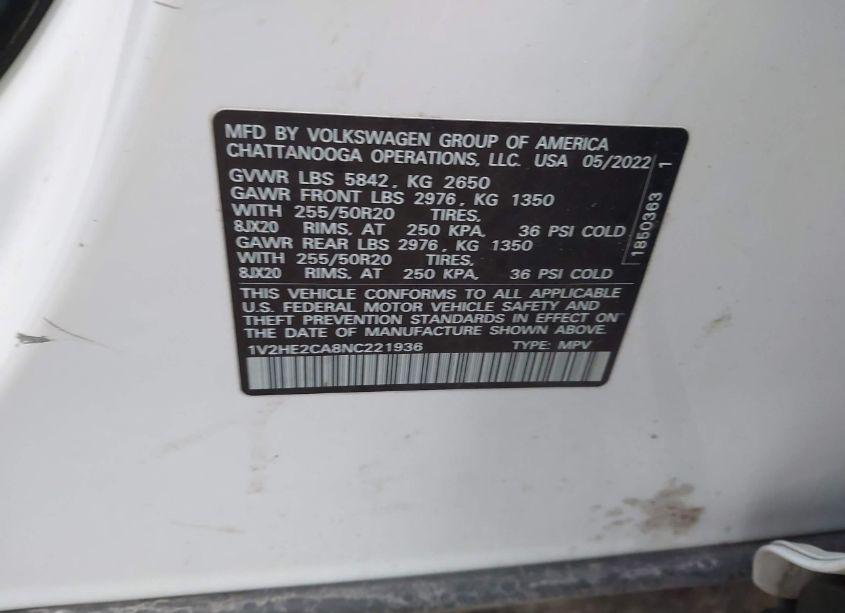 MFD BY VOLKSWAGEN GROUP OF AMERICA
CHATTANOOGA OPERATIONS, LLC. USA 05/2022
GVWR LBS 5842, KG 2650
GAWR FRONT LBS 2976, KG 1350
WITH 255/50R20 TIRES,
8JX20 RIMS, AT 250 KPA, 36 PSI COLD
GAWR REAR LBS 2976, KG 1350
WITH 255/50R20 TIRES,
8JX20 RIMS, AT 250 KPA, 36 PSI COLD
THIS VEHICLE CONFORMS TO ALL APPLICABLE
U.S. FEDERAL MOTOR VEHICLE SAFETY AND
THEFT PREVENTION STANDARDS IN EFFECT ON
THE DATE OF MANUFACTURE SHOWN ABOVE.
1V2HE2CA8NC221936 TYPE: MPV
1850363 1